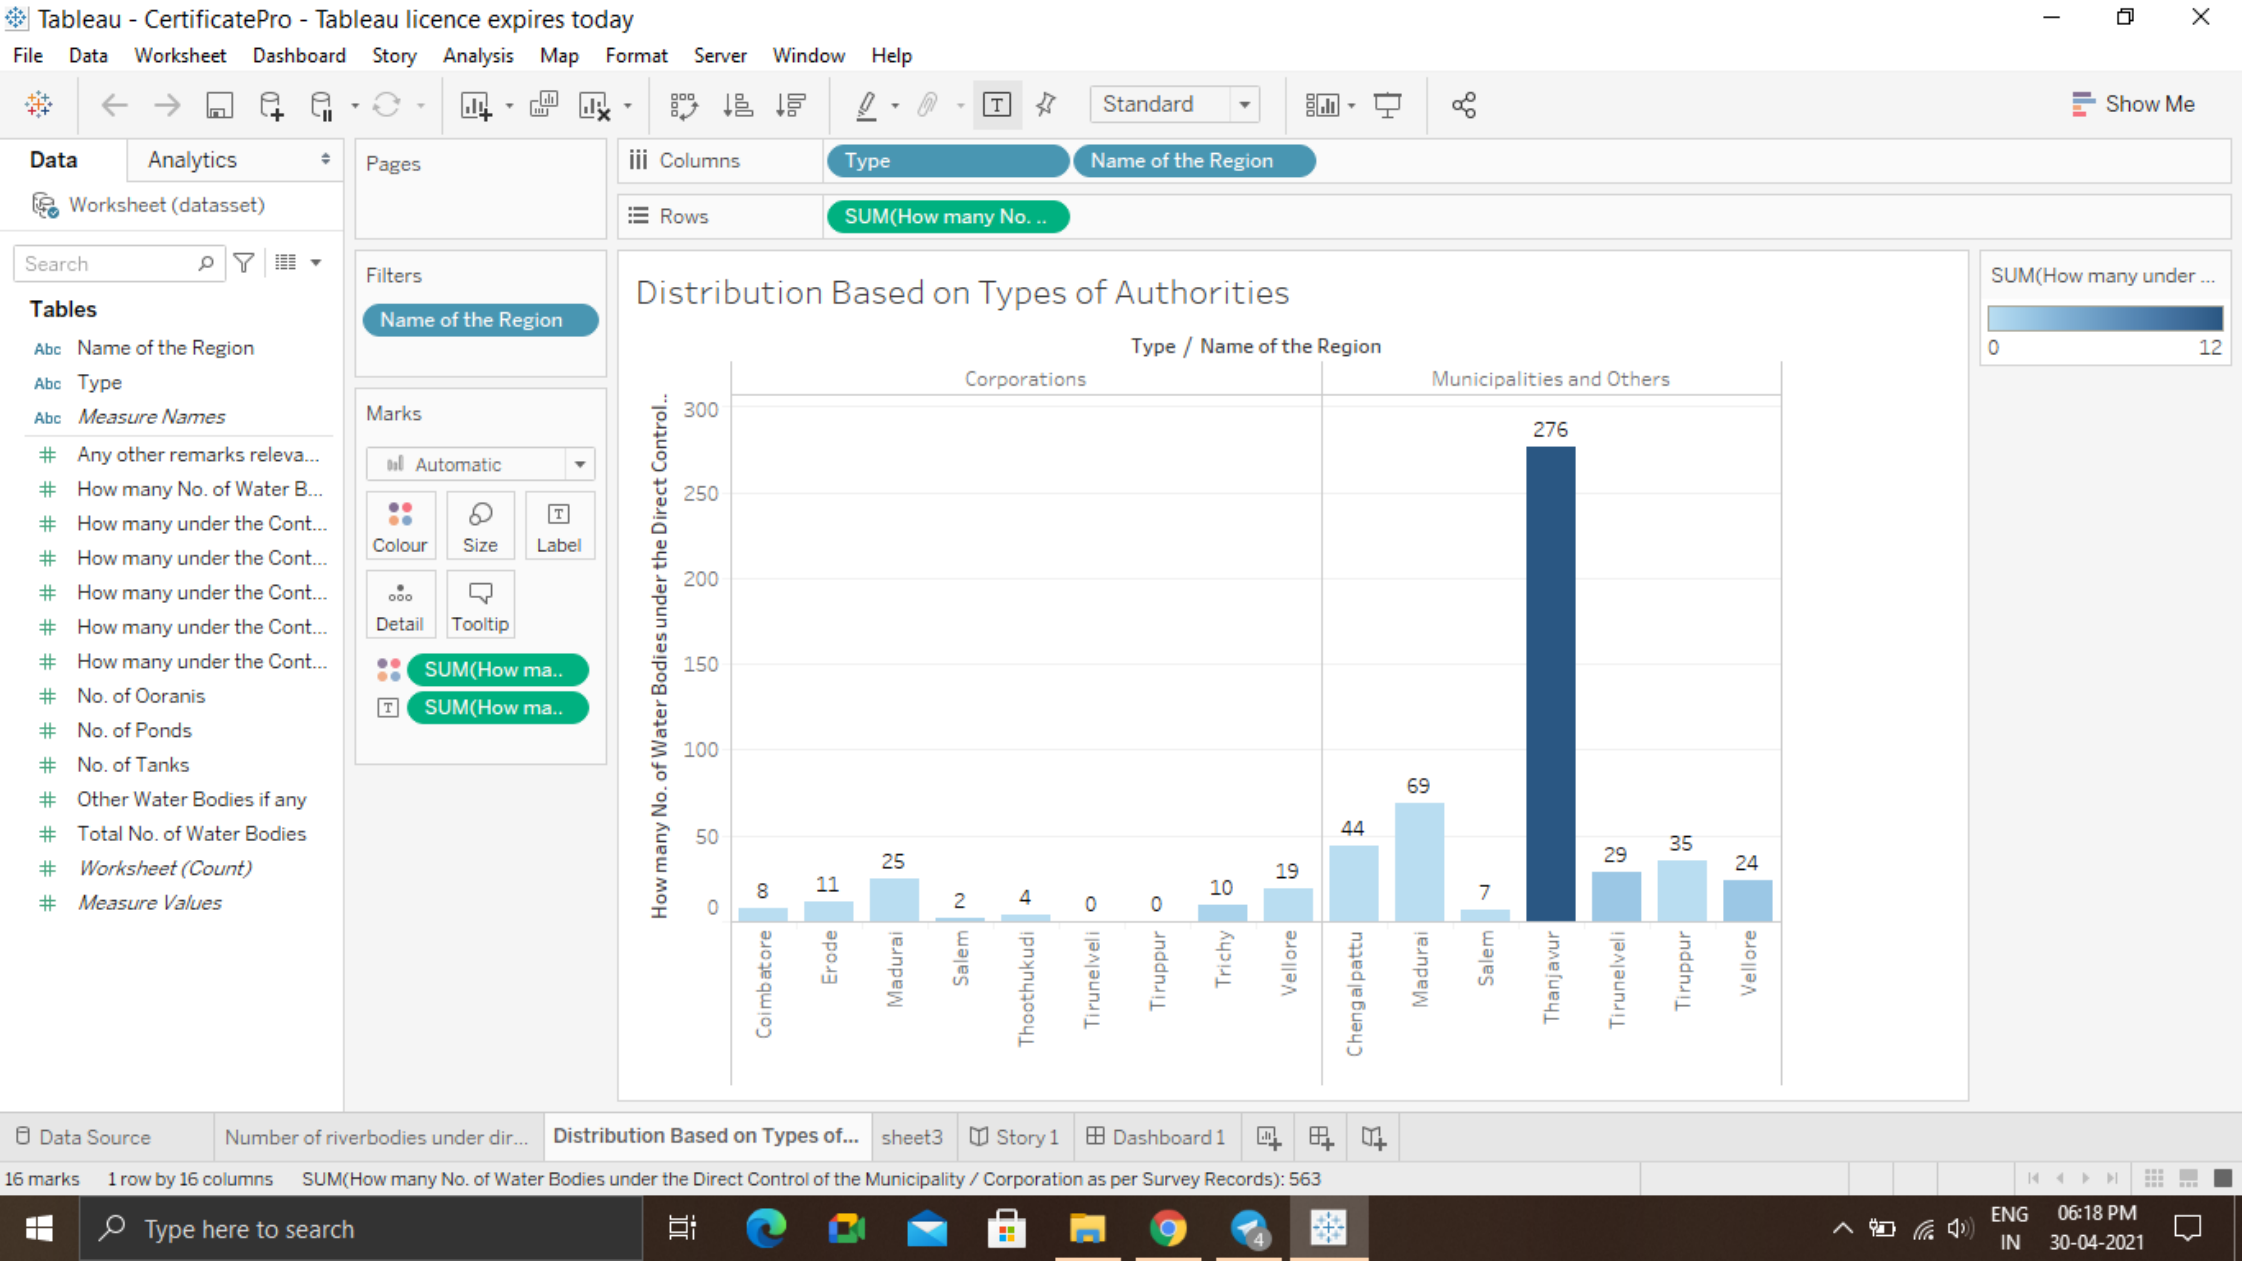 Tableau - CertificatePro - Tableau licence expires today
File Data Worksheet Dashboard Story Analysis Map Format Server Window Help
Standard
Show Me
Data Analytics
Worksheet (datasset)
Search
Tables
Abc Name of the Region
Abc Type
Abc Measure Names
# Any other remarks releva...
# How many No. of Water B...
# How many under the Cont...
# How many under the Cont...
# How many under the Cont...
# How many under the Cont...
# How many under the Cont...
# No. of Ooranis
# No. of Ponds
# No. of Tanks
# Other Water Bodies if any
# Total No. of Water Bodies
# Worksheet (Count)
# Measure Values
Pages
Filters
Name of the Region
Marks
Automatic
Colour Size T Label
Detail Tooltip
SUM(How ma..
T SUM(How ma..
Columns Type Name of the Region
Rows SUM(How many No. ..
Distribution Based on Types of Authorities
Type / Name of the Region
Corporations Municipalities and Others
How many No. of Water Bodies under the Direct Control..
300
250
200
150
100
50
0
8 11 25 2 4 0 0 10 19 44 69 7 276 29 35 24
Coimbatore Erode Madurai Salem Thoothukudi Tirunelveli Tiruppur Trichy Vellore Chengalpattu Madurai Salem Thanjavur Tirunelveli Tiruppur Vellore
SUM(How many under ...
0 12
Data Source Number of riverbodies under dir... Distribution Based on Types of... sheet3 Story 1 Dashboard 1
16 marks 1 row by 16 columns SUM(How many No. of Water Bodies under the Direct Control of the Municipality / Corporation as per Survey Records): 563
Type here to search
4
ENG
IN
06:18 PM
30-04-2021